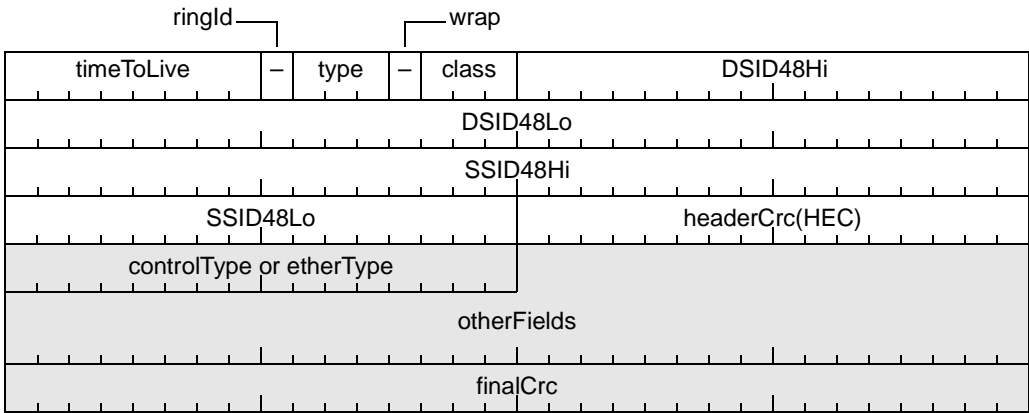 ringId wrap
timeToLive – type – class DSID48Hi
DSID48Lo
SSID48Hi
SSID48Lo headerCrc(HEC)
controlType or etherType
otherFields
finalCrc